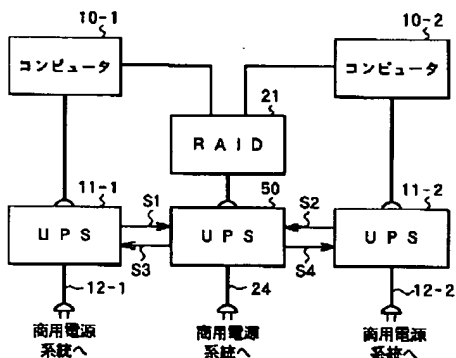 10-1
10-2
コンピュータ
コンピュータ
21
RAID
11-1
50
11-2
S1
S2
UPS
UPS
UPS
S3
S4
12-1
24
12-2
商用電源
系統へ
商用電源
系統へ
商用電源
系統へ